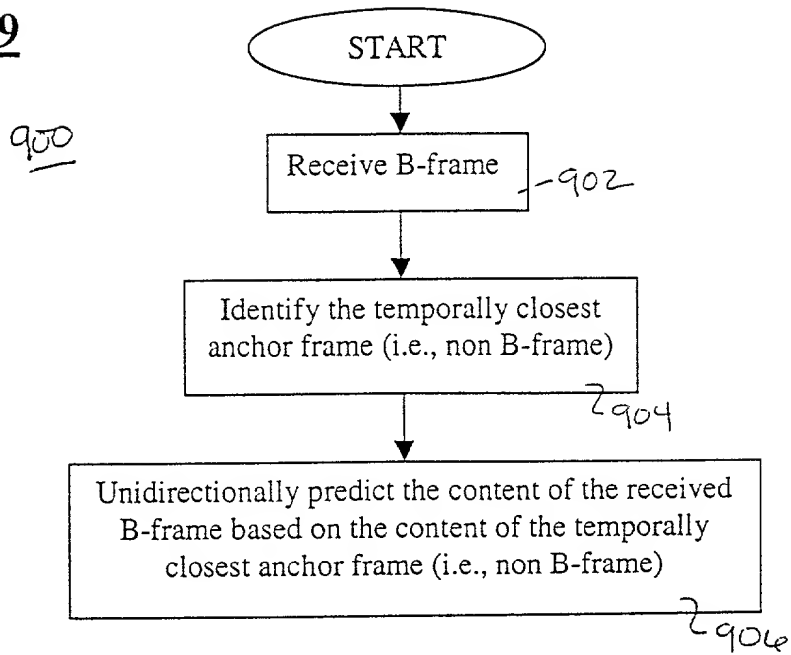 9
START
900
Receive B-frame
902
Identify the temporally closest
anchor frame (i.e., non B-frame)
904
Unidirectionally predict the content of the received
B-frame based on the content of the temporally
closest anchor frame (i.e., non B-frame)
906